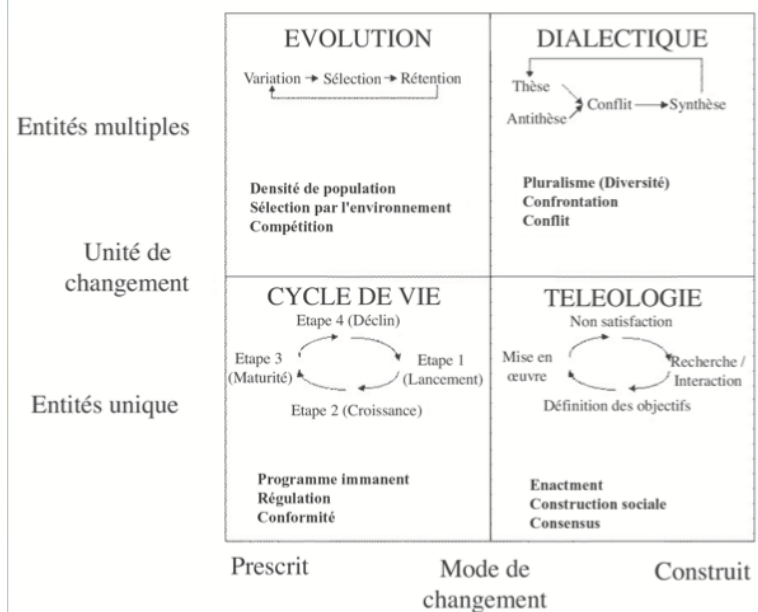 EVOLUTION
Variation Sélection Rétention
Densité de population
Sélection par l'environnement
Compétition
DIALECTIQUE
Thèse
Antithèse
Conflit
Synthèse
Pluralisme (Diversité)
Confrontation
Conflit
Entités multiples
Unité de
changement
Entités unique
CYCLE DE VIE
Etape 4 (Déclin)
Etape 3
(Maturité)
Etape 1
(Lancement)
Etape 2 (Croissance)
Programme immanent
Régulation
Conformité
TELEOLOGIE
Non satisfaction
Mise en
œuvre
Recherche /
Interaction
Définition des objectifs
Enactment
Construction sociale
Consensus
Prescrit
Mode de
changement
Construit